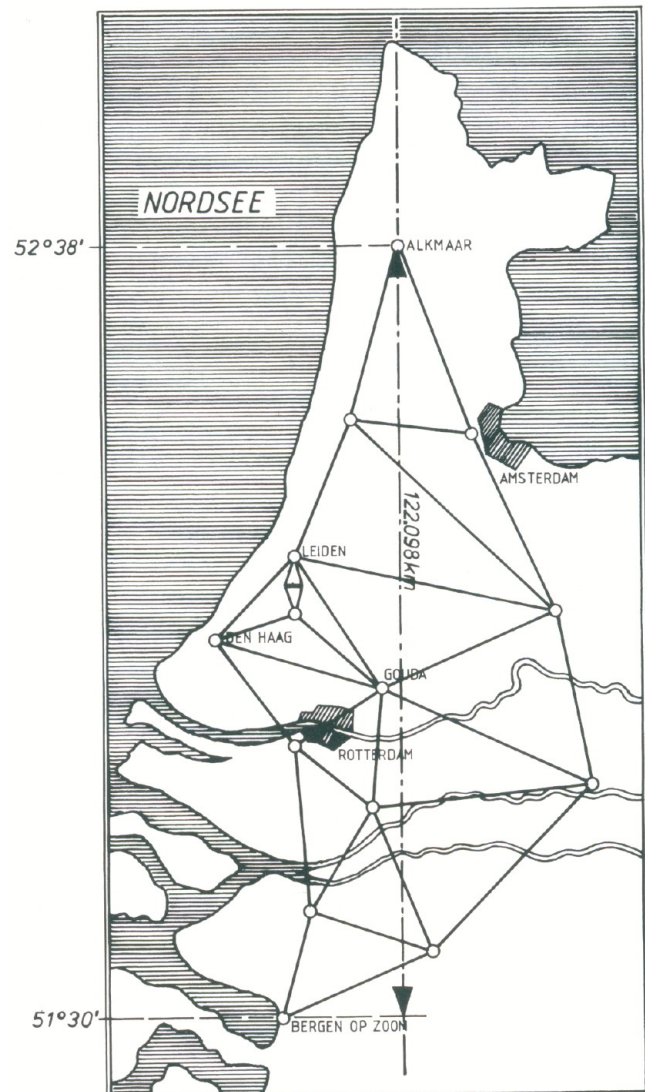 NORDSEE
52°38'
ALKMAAR
AMSTERDAM
122.098 km
LEIDEN
DEN HAAG
GOUDA
ROTTERDAM
51°30'
BERGEN OP ZOOM